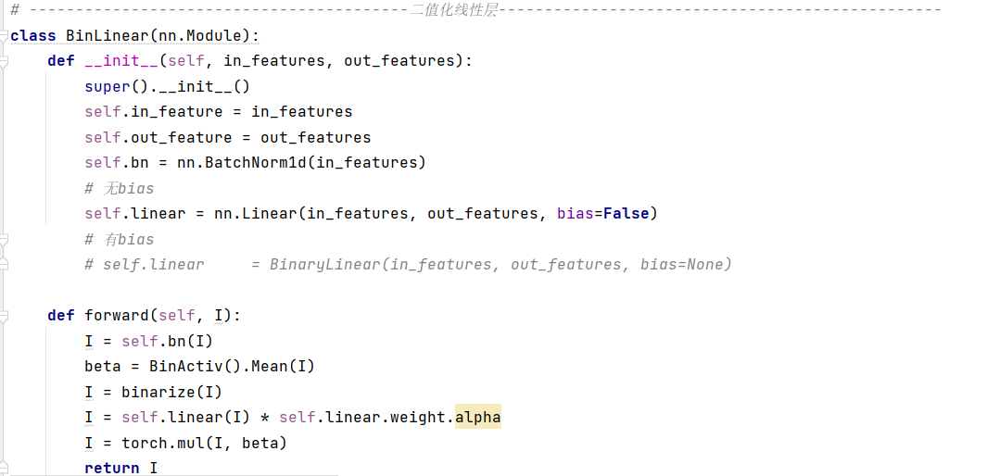 # -----------------------------------------二值化线性层------------------------------------------------
class BinLinear(nn.Module):
    def __init__(self, in_features, out_features):
        super().__init__()
        self.in_feature = in_features
        self.out_feature = out_features
        self.bn = nn.BatchNorm1d(in_features)
        # 无bias
        self.linear = nn.Linear(in_features, out_features, bias=False)
        # 有bias
        # self.linear     = BinaryLinear(in_features, out_features, bias=None)
    def forward(self, I):
        I = self.bn(I)
        beta = BinActiv().Mean(I)
        I = binarize(I)
        I = self.linear(I) * self.linear.weight.alpha
        I = torch.mul(I, beta)
        return I